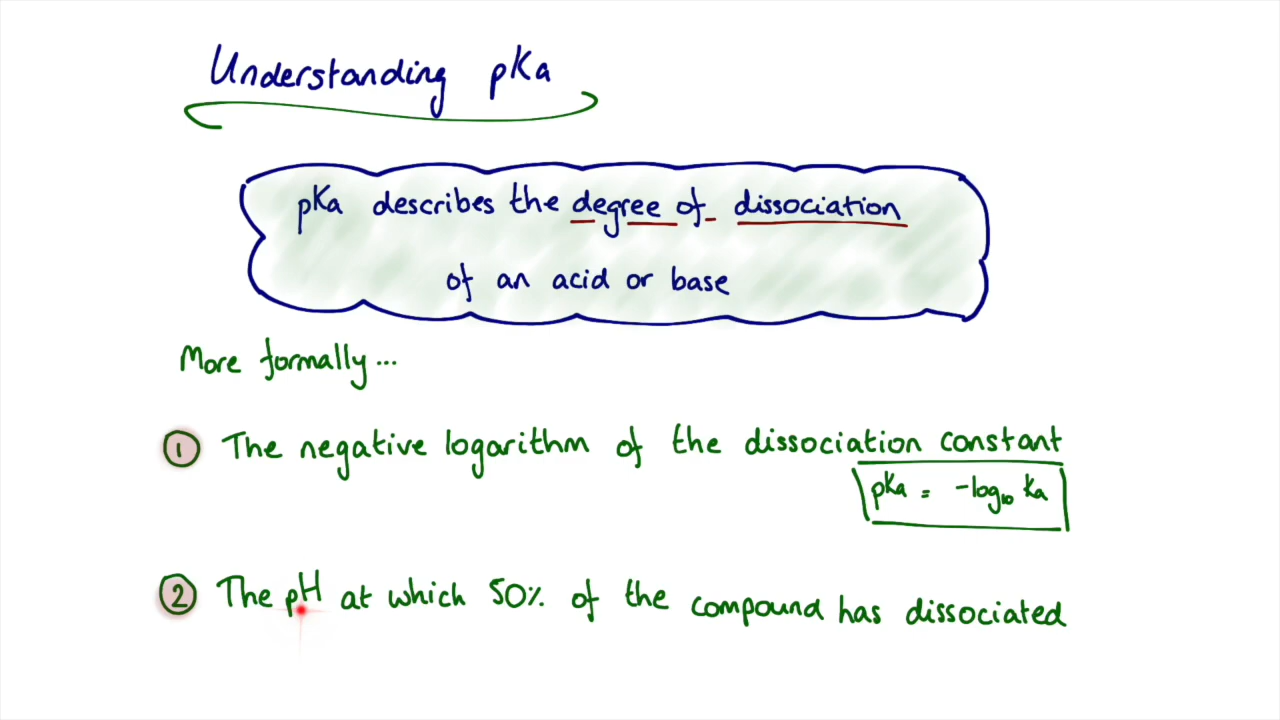 Understanding pKa
pKa describes the degree of dissociation
of an acid or base
More formally...
① The negative logarithm of the dissociation constant
pKa = -log₁₀ Ka
② The pH at which 50% of the compound has dissociated